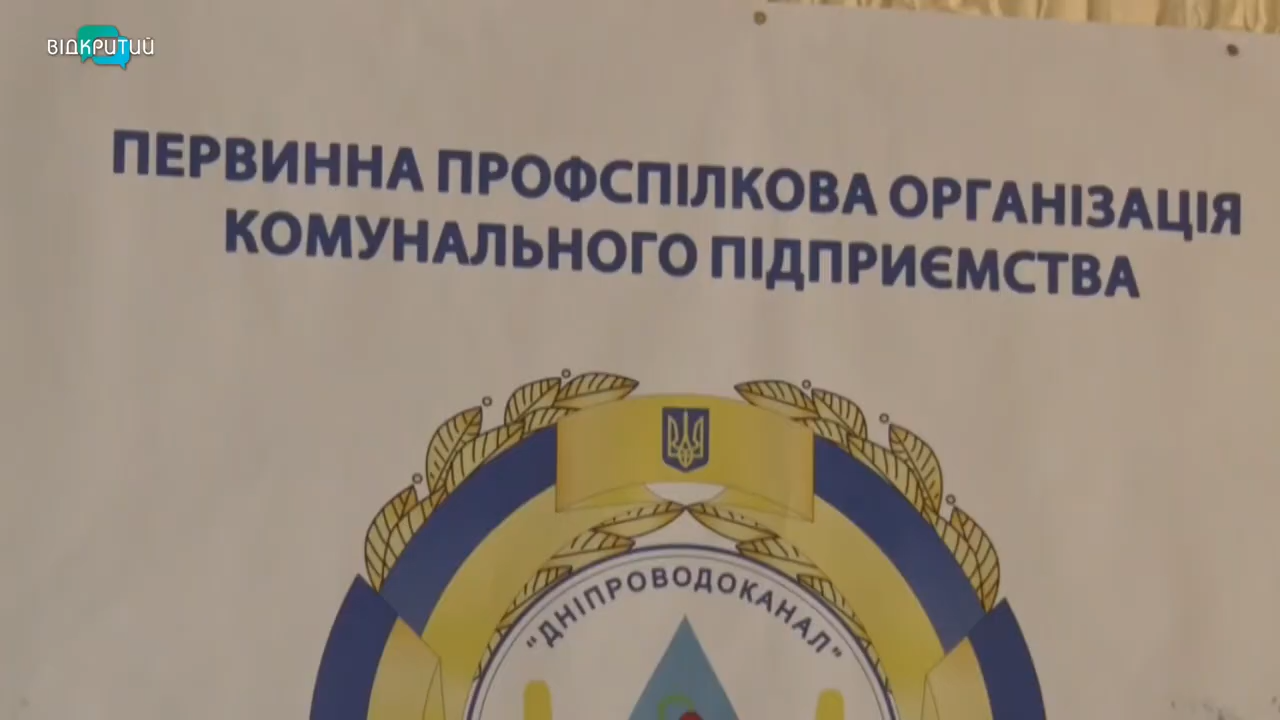 ВІДКРИТИЙ
ПЕРВИННА ПРОФСПІЛКОВА ОРГАНІЗАЦІЯ
КОМУНАЛЬНОГО ПІДПРИЄМСТВА
"ДНІПРОВОДОКАНАЛ"